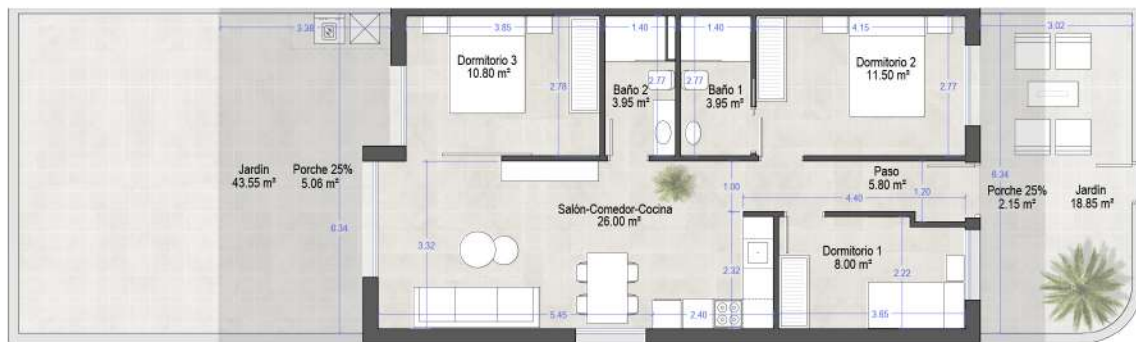 3.38
3.65
1.40
1.40
4.15
3.02
Dormitorio 3
10.80 m²
2.78
Baño 2
3.95 m²
2.77
2.77
Baño 1
3.95 m²
Dormitorio 2
11.50 m²
2.77
Jardin
43.55 m²
Porche 25%
5.06 m²
6.34
Salón-Comedor-Cocina
26.00 m²
3.32
1.00
Paso
5.80 m²
1.20
4.40
6.34
Porche 25%
2.15 m²
Jardin
18.85 m²
Dormitorio 1
8.00 m²
2.32
2.22
5.45
2.40
3.65